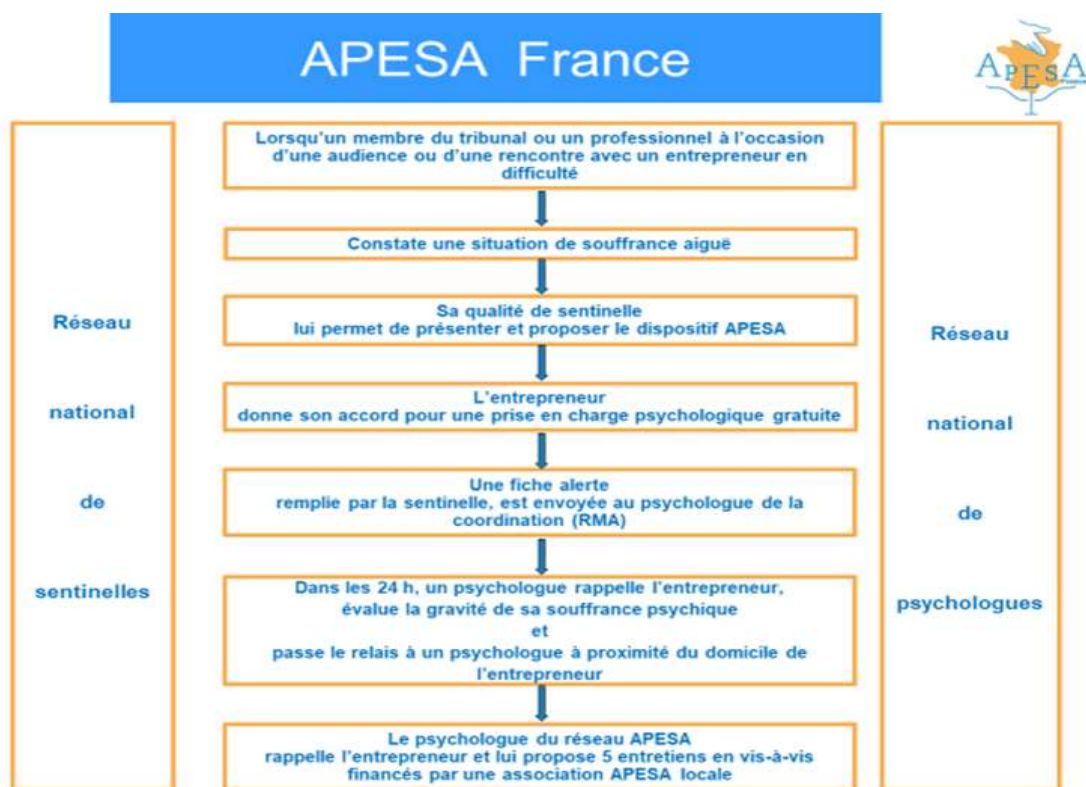 APESA France
APESA
Réseau
national
de
sentinelles
Lorsqu'un membre du tribunal ou un professionnel à l'occasion
d'une audience ou d'une rencontre avec un entrepreneur en
difficulté
Constate une situation de souffrance aiguë
Sa qualité de sentinelle
lui permet de présenter et proposer le dispositif APESA
L'entrepreneur
donne son accord pour une prise en charge psychologique gratuite
Une fiche alerte
remplie par la sentinelle, est envoyée au psychologue de la
coordination (RMA)
Dans les 24 h, un psychologue rappelle l'entrepreneur,
évalue la gravité de sa souffrance psychique
et
passe le relais à un psychologue à proximité du domicile de
l'entrepreneur
Le psychologue du réseau APESA
rappelle l'entrepreneur et lui propose 5 entretiens en vis-à-vis
financés par une association APESA locale
Réseau
national
de
psychologues